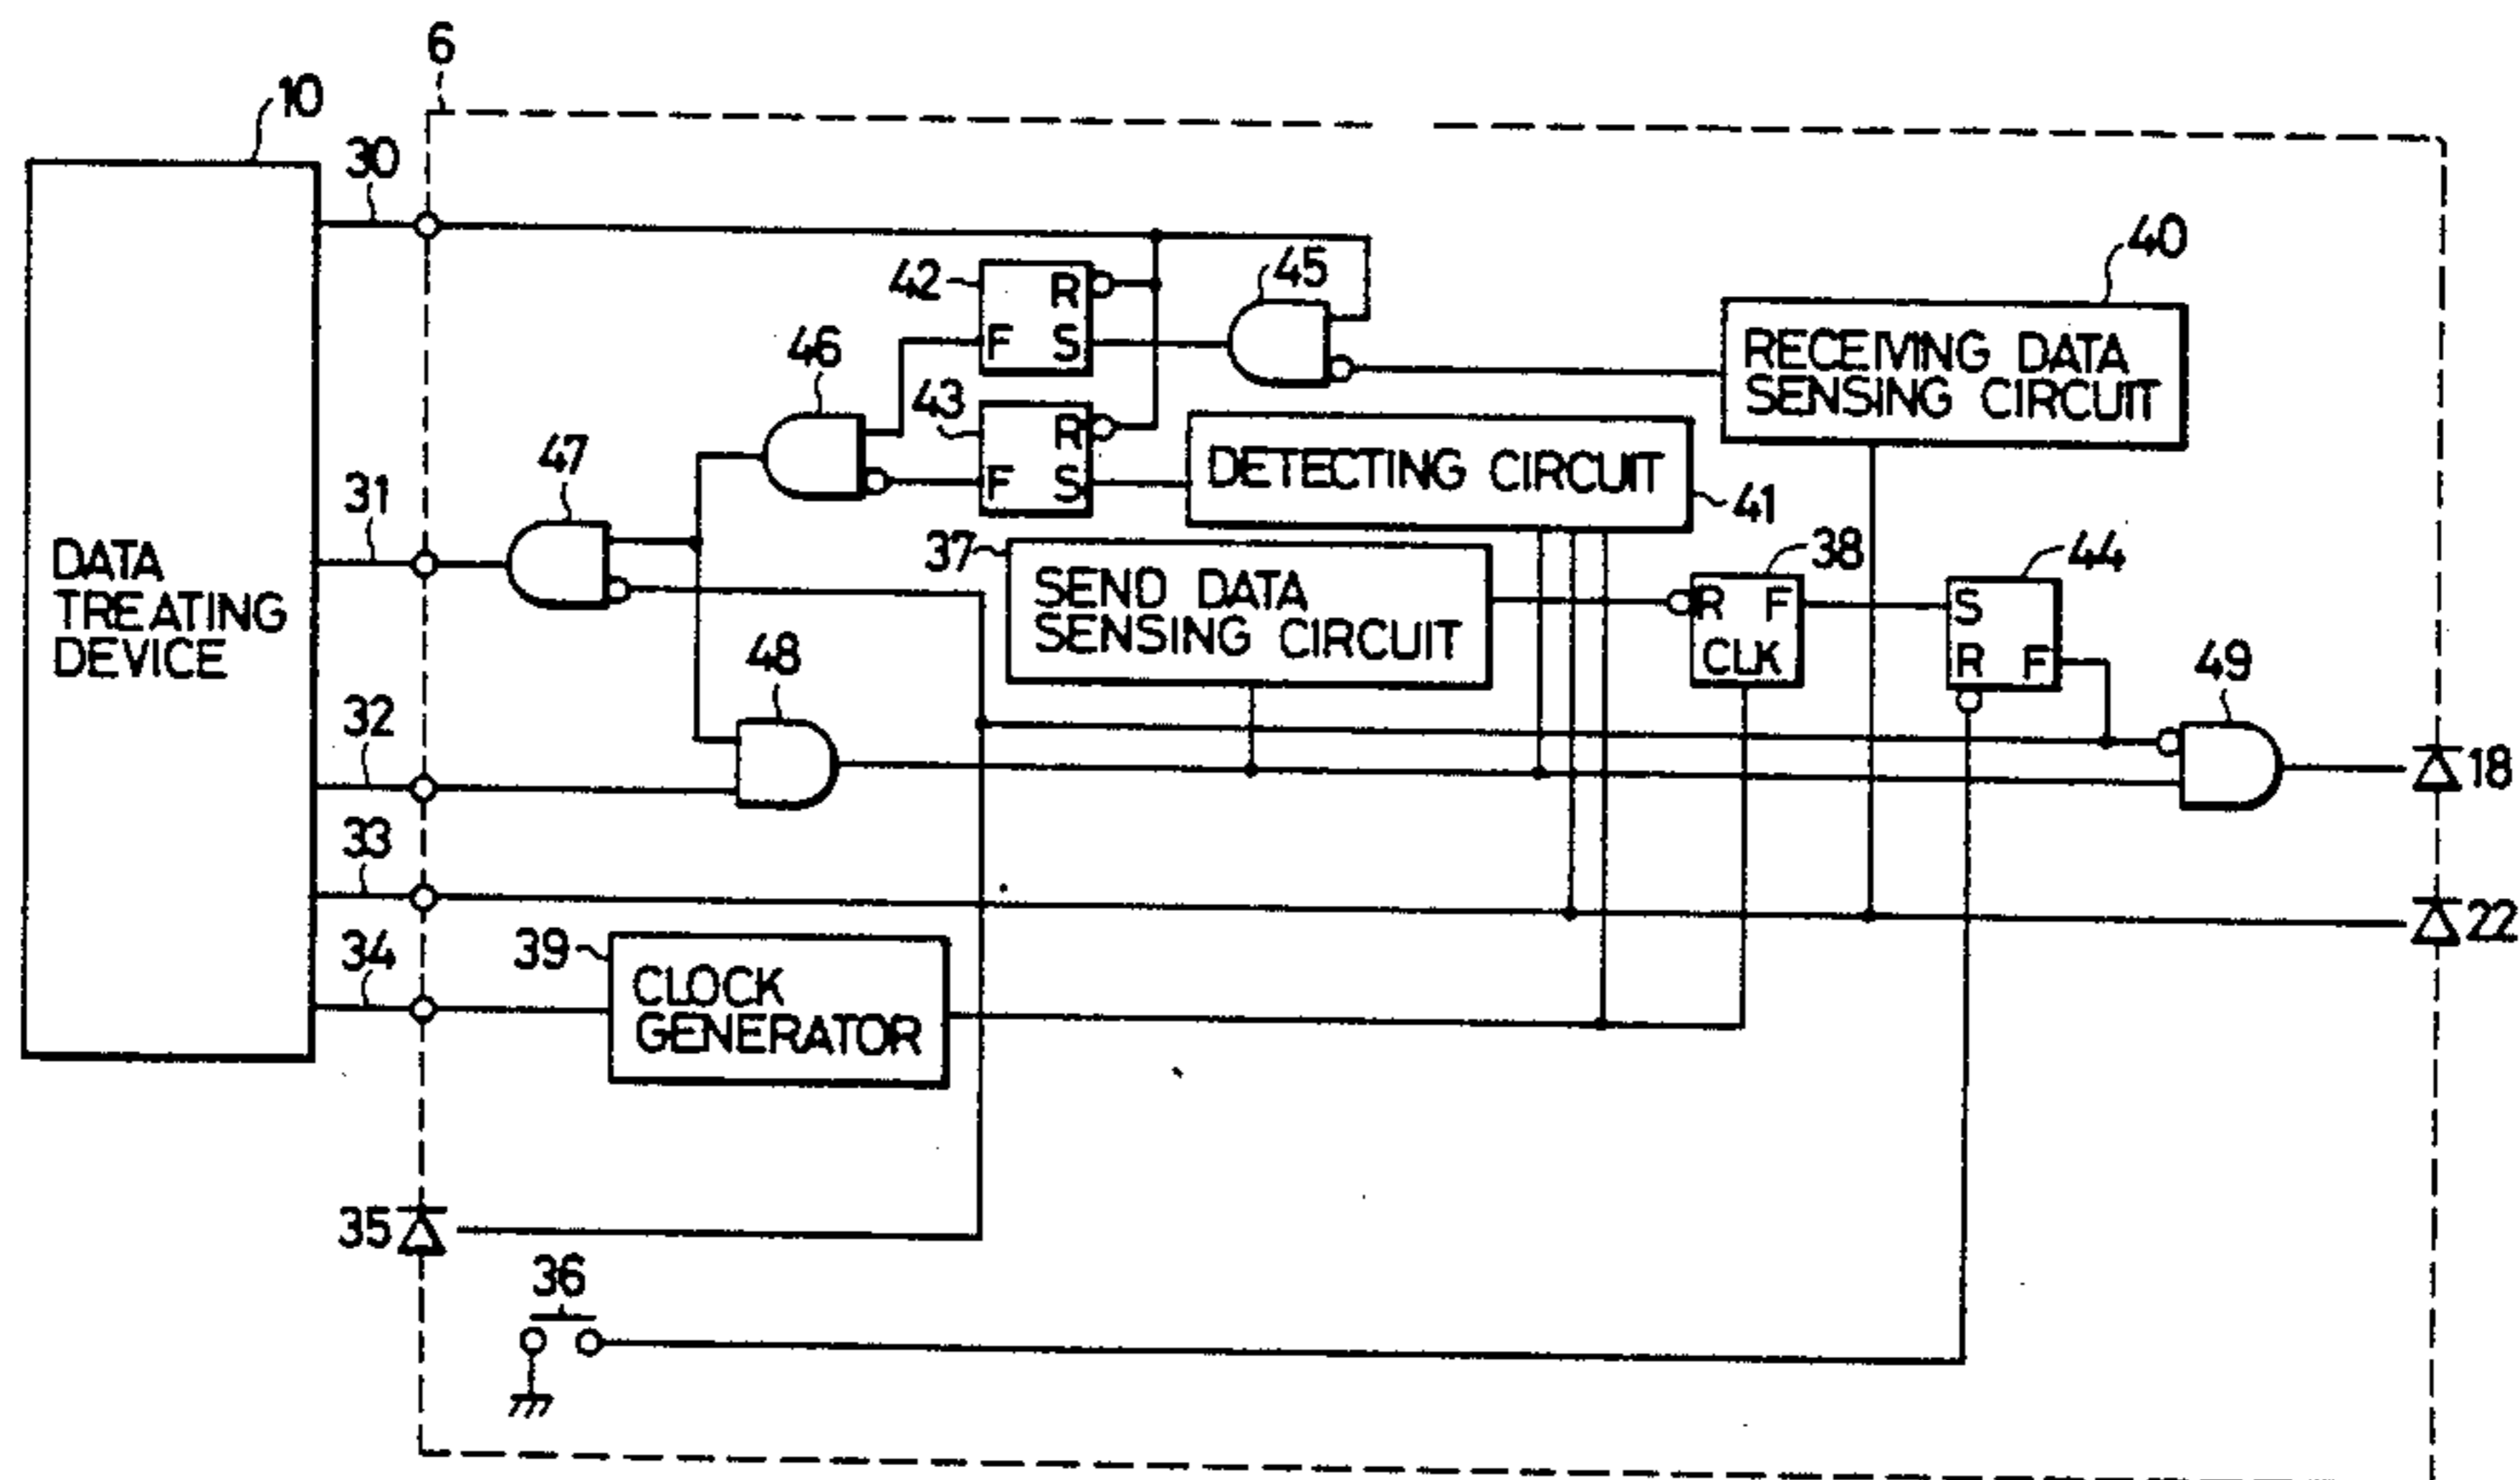 6
10
30
42
R
F
S
45
40
RECEIVING DATA
SENSING CIRCUIT
46
43
R
F
S
DETECTING CIRCUIT
41
47
31
37
SEND DATA
SENSING CIRCUIT
38
R
F
CLK
44
S
R
F
DATA
TREATING
DEVICE
48
49
32
18
33
22
34
39
CLOCK
GENERATOR
35
36